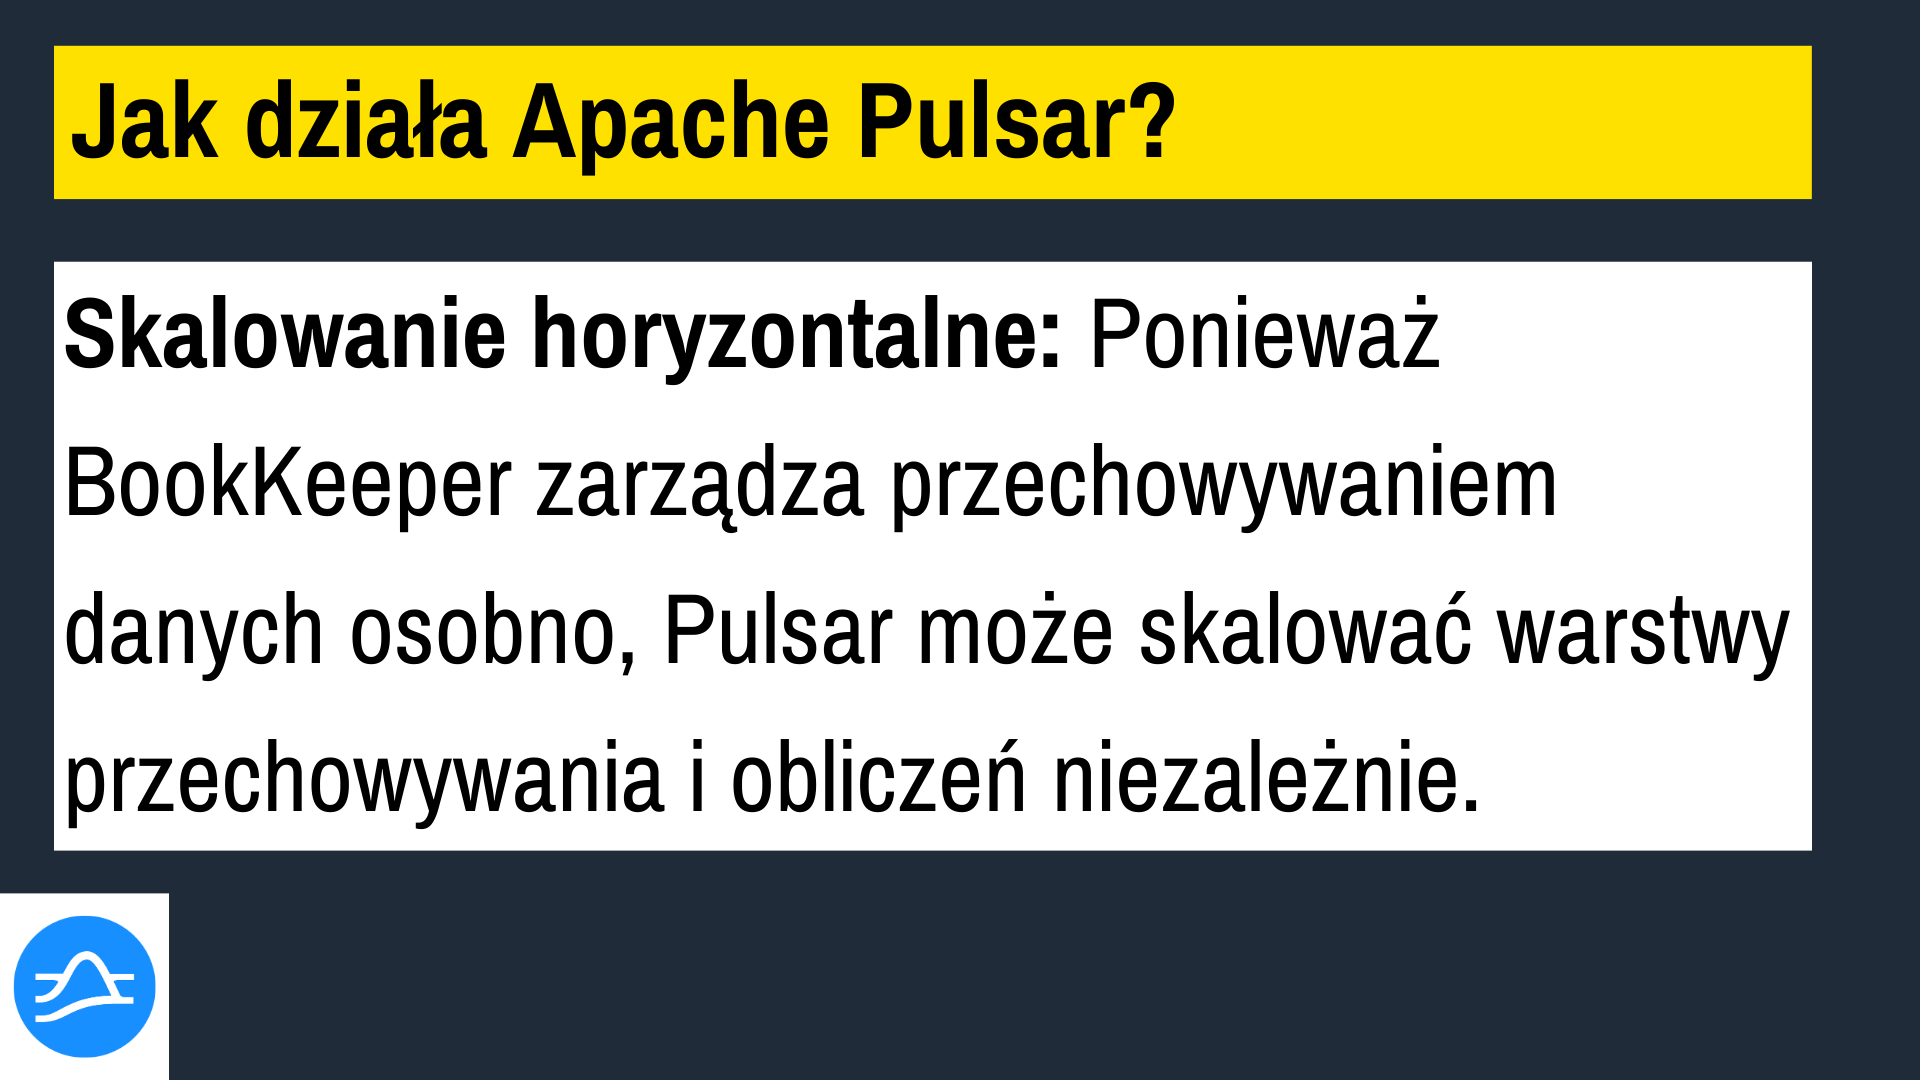 Jak działa Apache Pulsar?
Skalowanie horyzontalne: Ponieważ
BookKeeper zarządza przechowywaniem
danych osobno, Pulsar może skalować warstwy
przechowywania i obliczeń niezależnie.